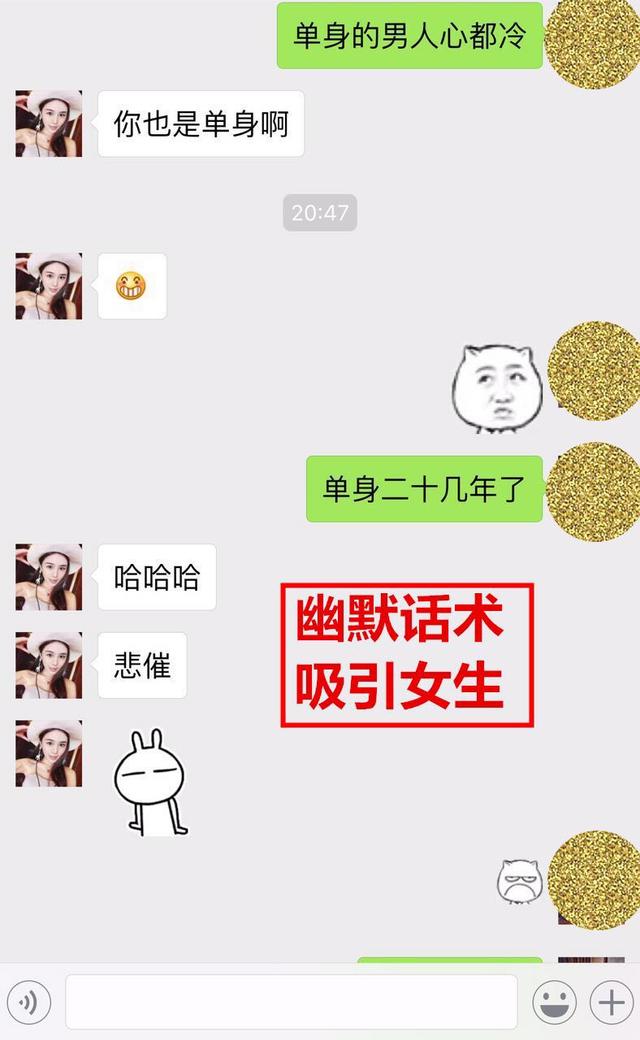 单身的男人心都冷
你也是单身啊
20:47
单身二十几年了
哈哈哈
悲催
幽默话术
吸引女生